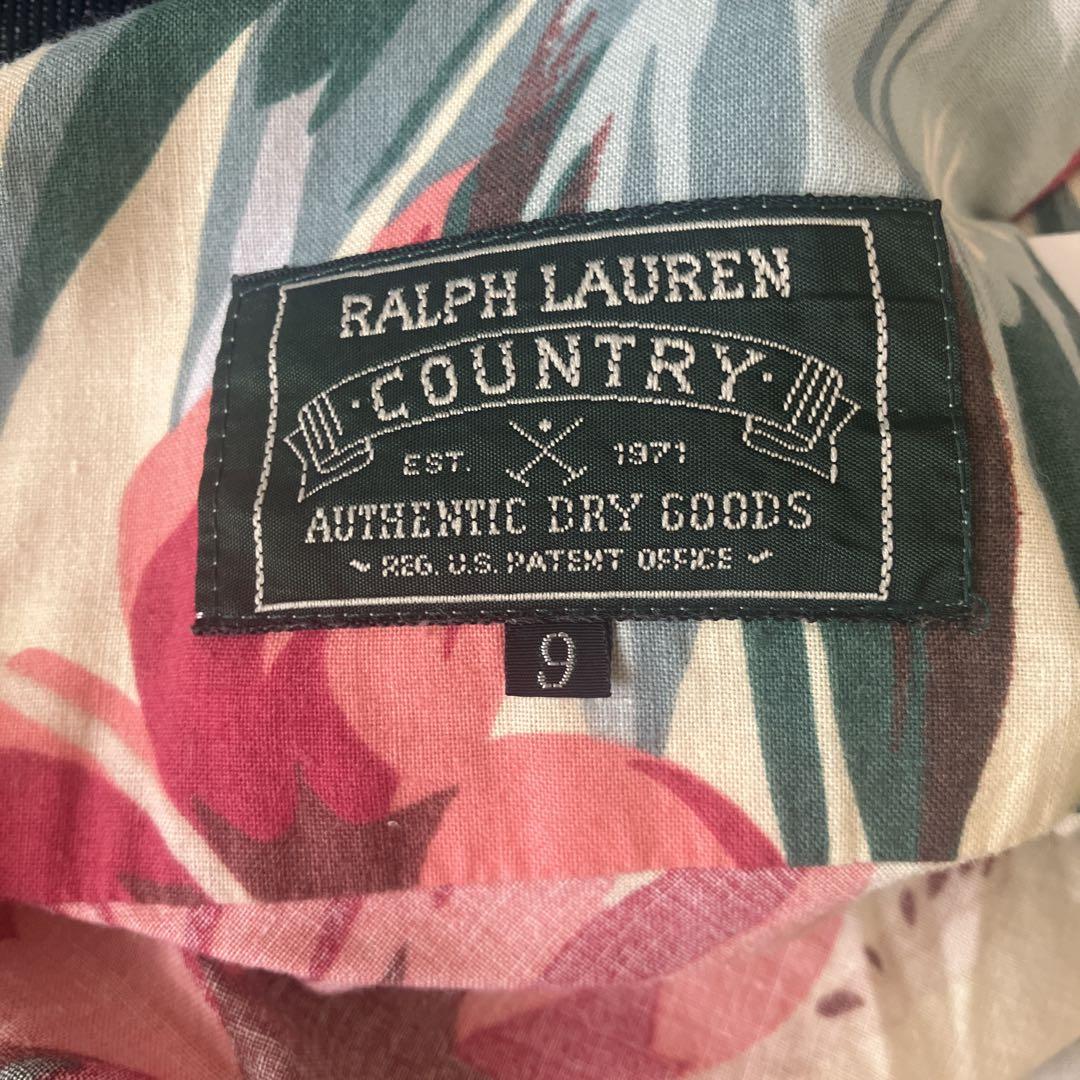 RALPH LAUREN
· COUNTRY ·
EST. 1971
AUTHENTIC DRY GOODS
REG. U.S. PATENT OFFICE
9